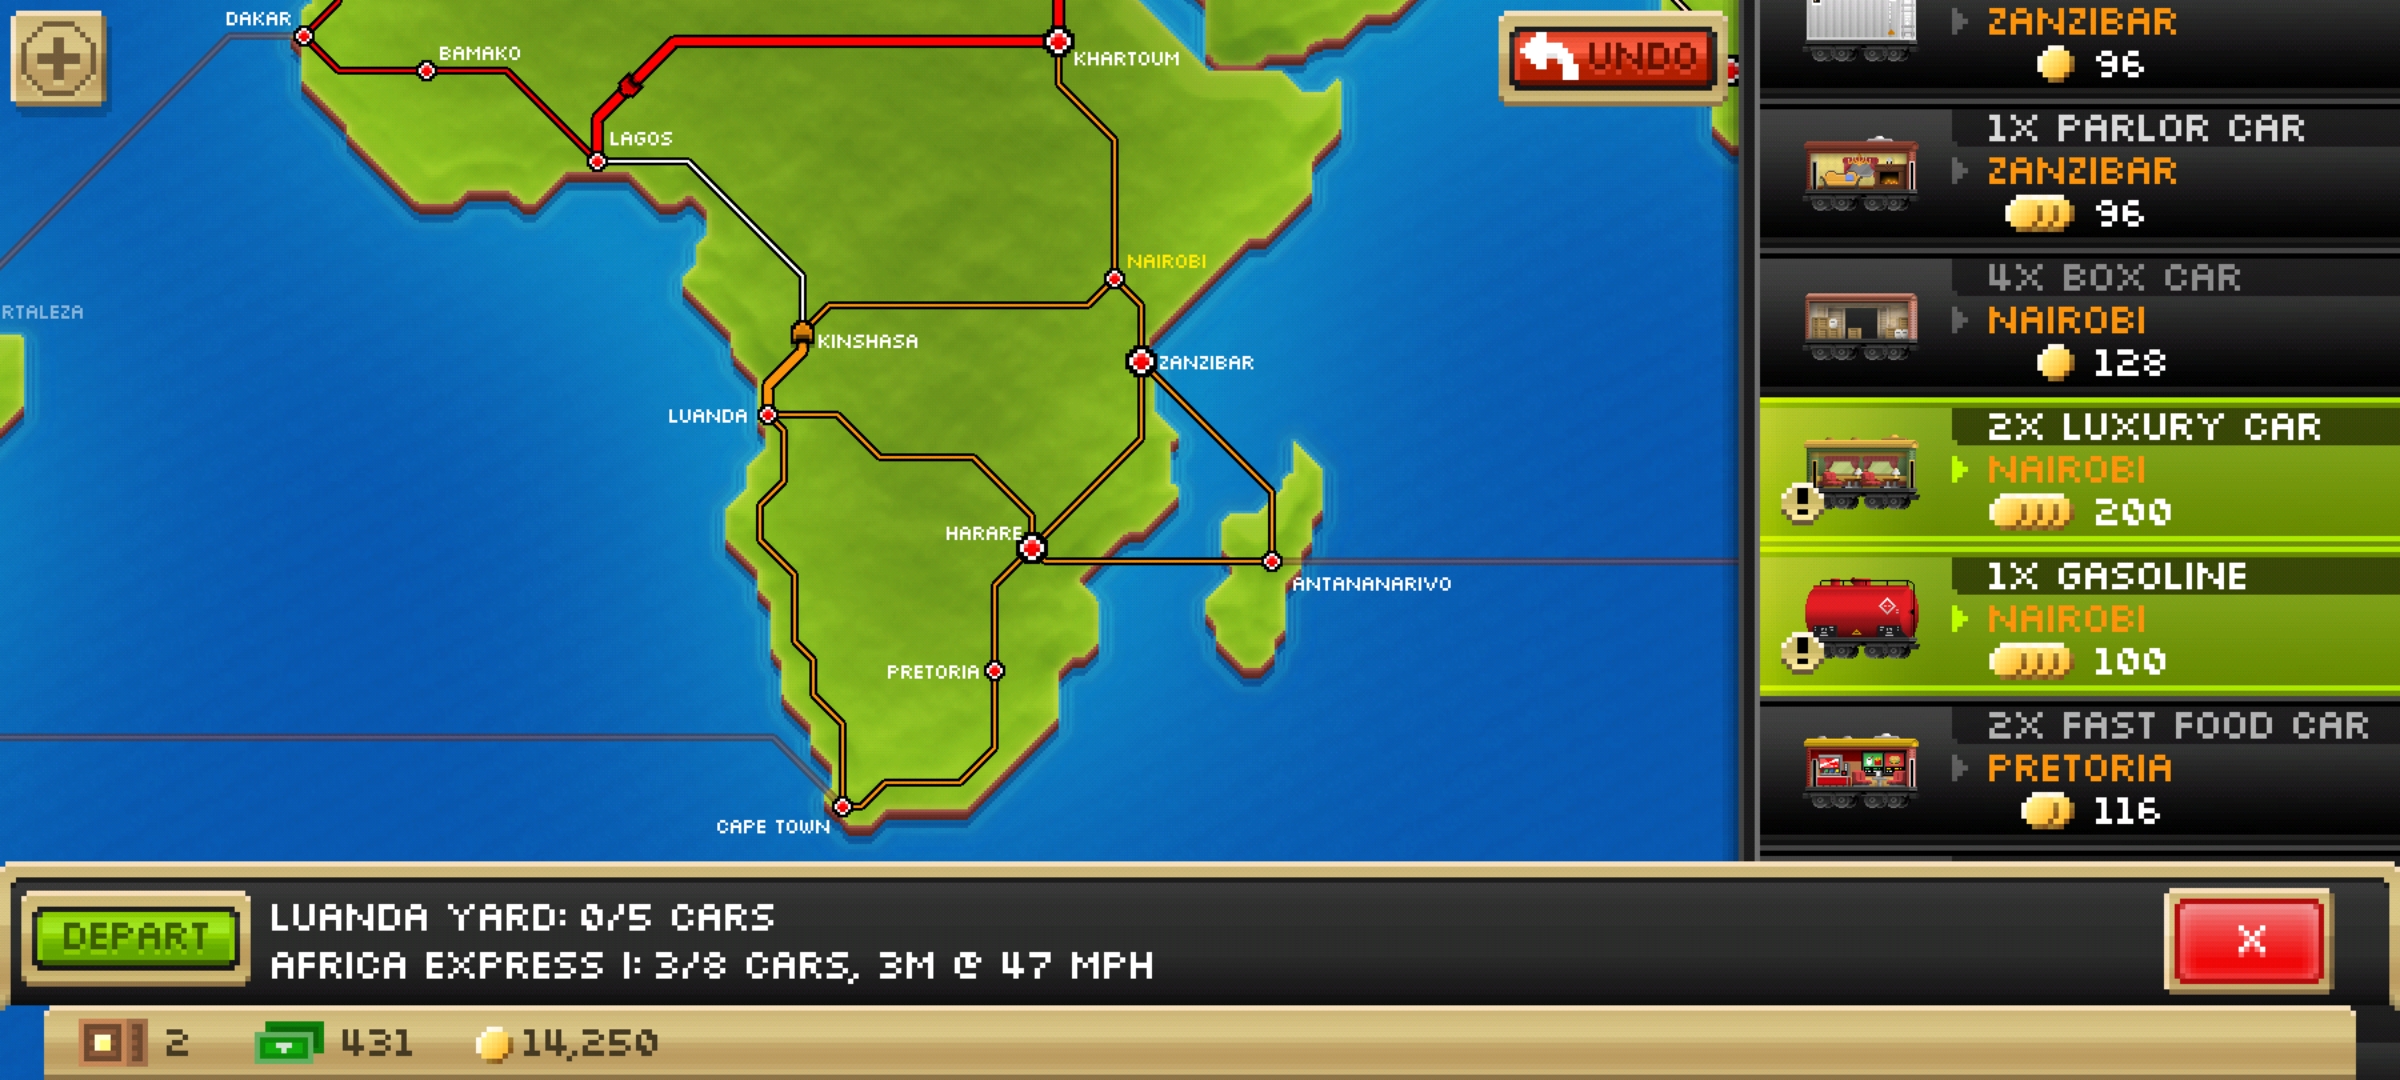 DAKAR
BAMAKO
LAGOS
KHARTOUM
UNDO
RTALEZA
NAIROBI
KINSHASA
ZANZIBAR
LUANDA
HARARE
ANTANANARIVO
PRETORIA
CAPE TOWN
ZANZIBAR
96
1X PARLOR CAR
ZANZIBAR
96
4X BOX CAR
NAIROBI
128
2X LUXURY CAR
NAIROBI
200
1X GASOLINE
NAIROBI
100
2X FAST FOOD CAR
PRETORIA
116
DEPART
LUANDA YARD: 0/5 CARS
AFRICA EXPRESS I: 3/8 CARS, 3M @ 47 MPH
X
2
431
14,250